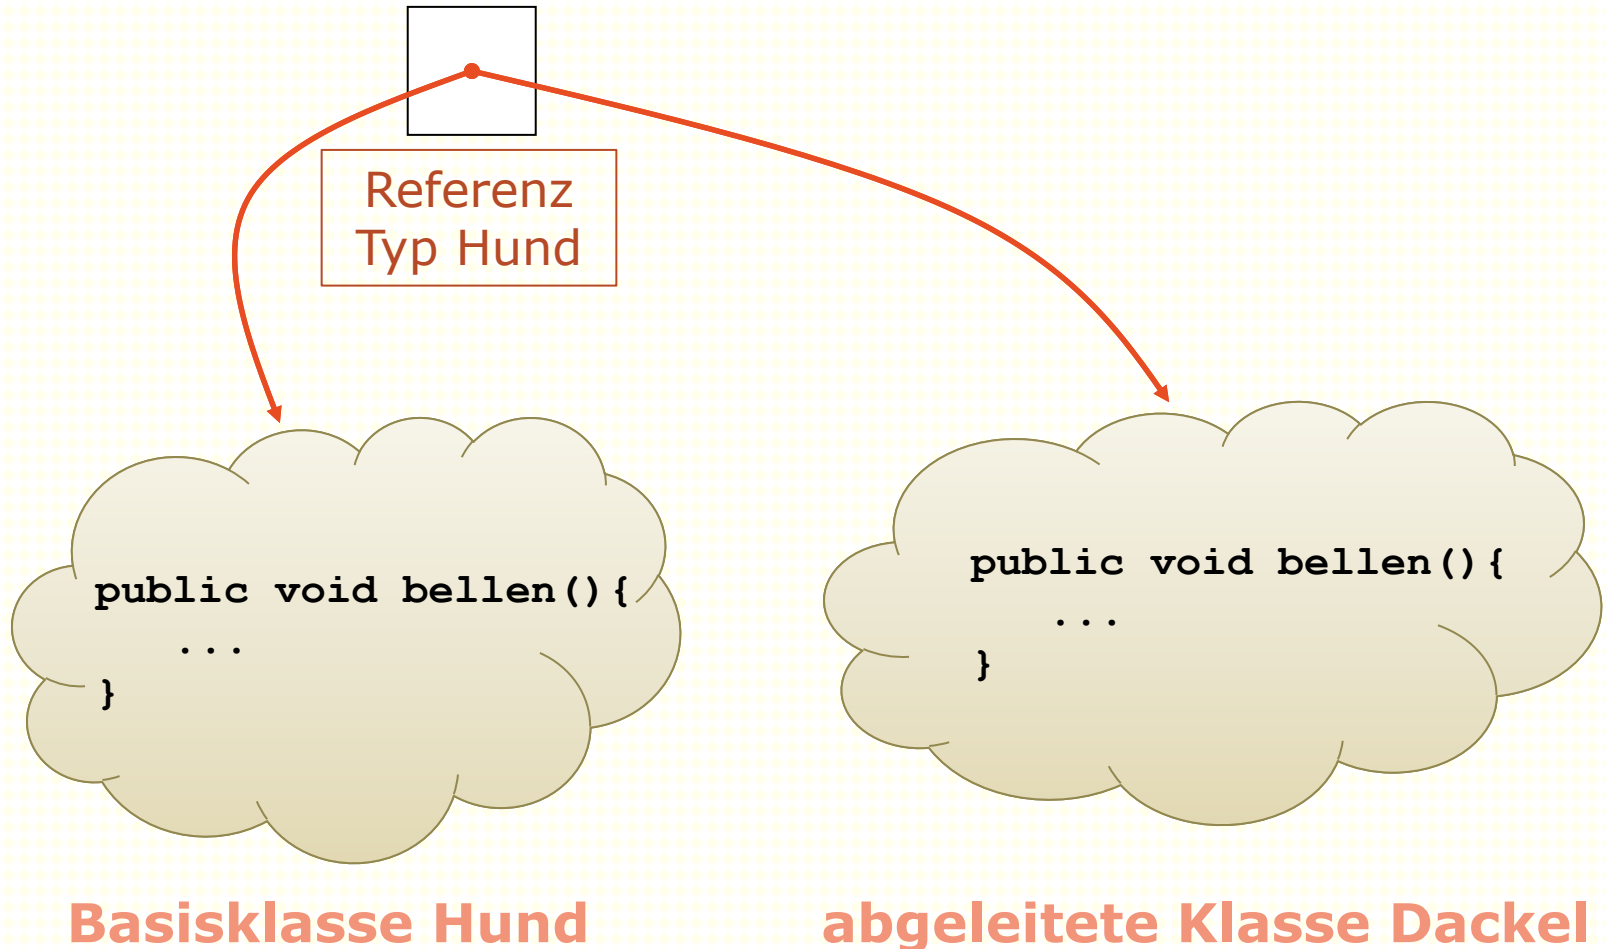 Referenz
Typ Hund
public void bellen(){
...
}
public void bellen(){
...
}
Basisklasse Hund
abgeleitete Klasse Dackel